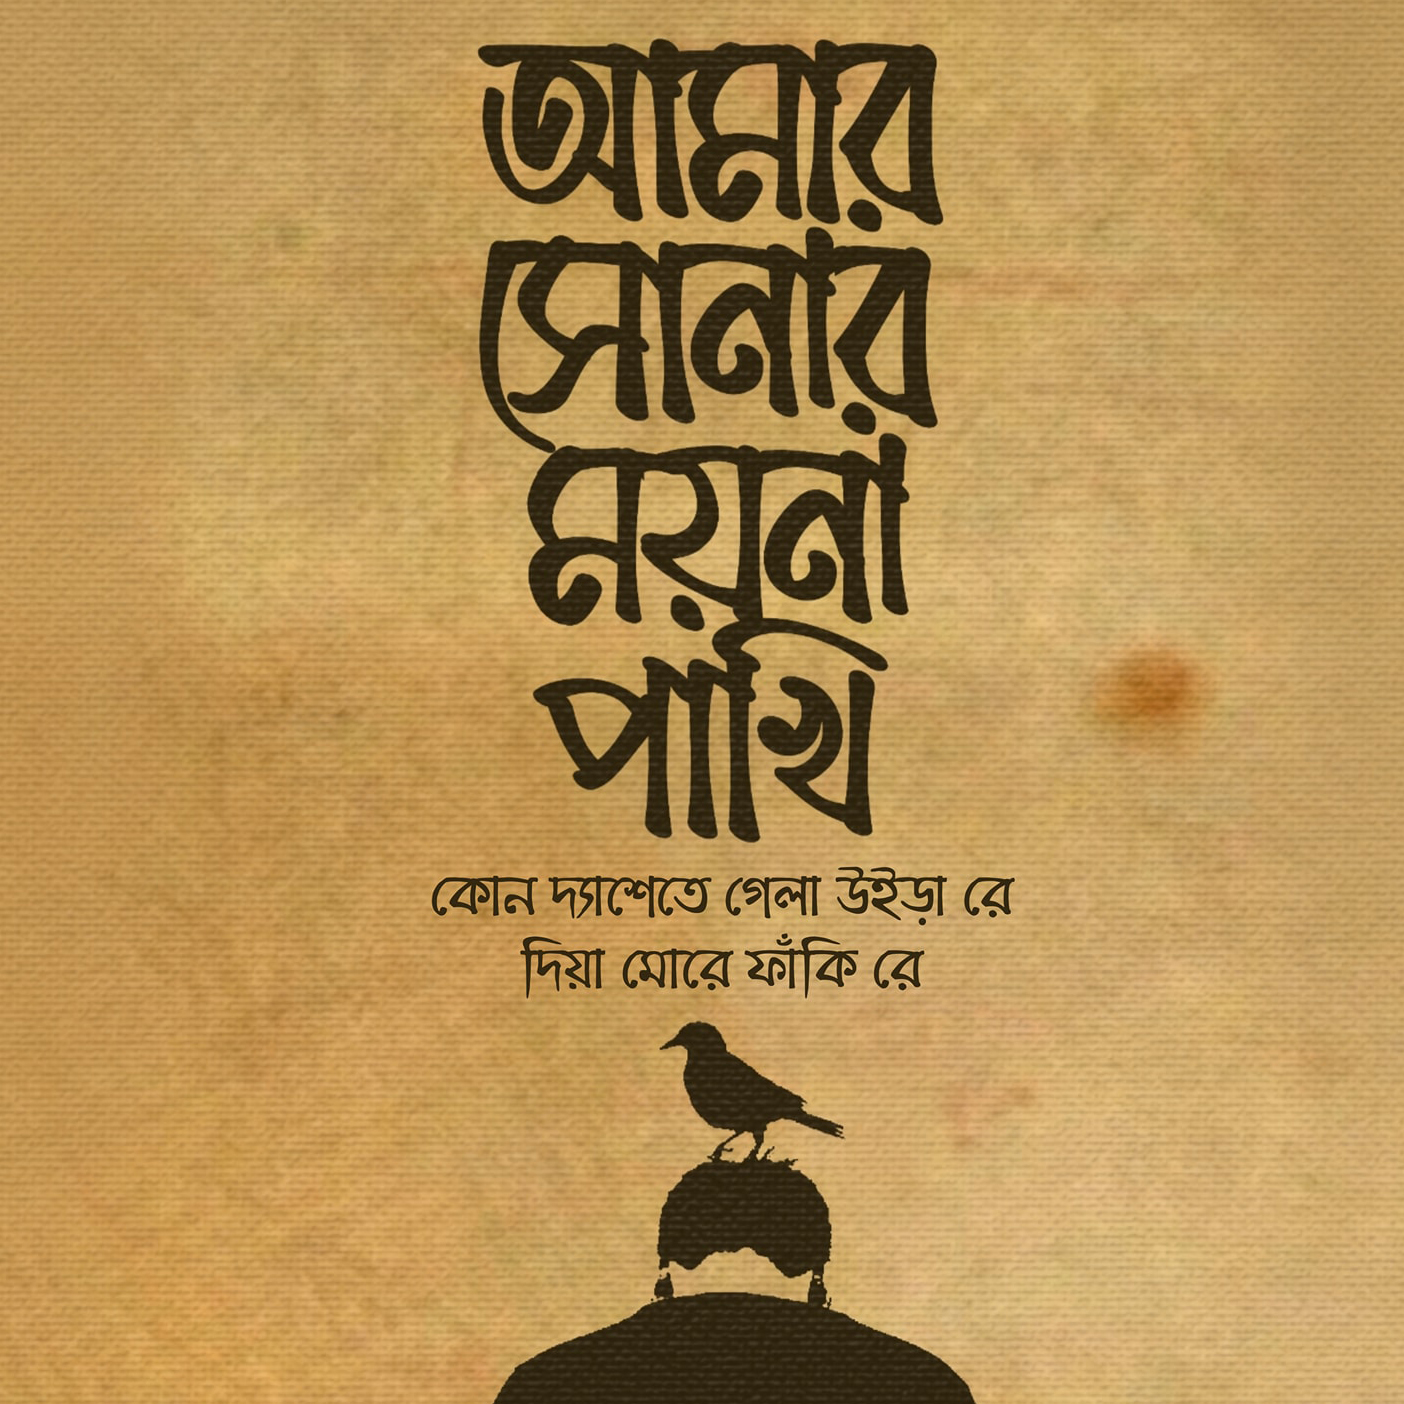 আমার
সোনার
ময়না
পাখি
কোন দ্যাশেতে গেলা উইড়া রে
দিয়া মোরে ফাঁকি রে